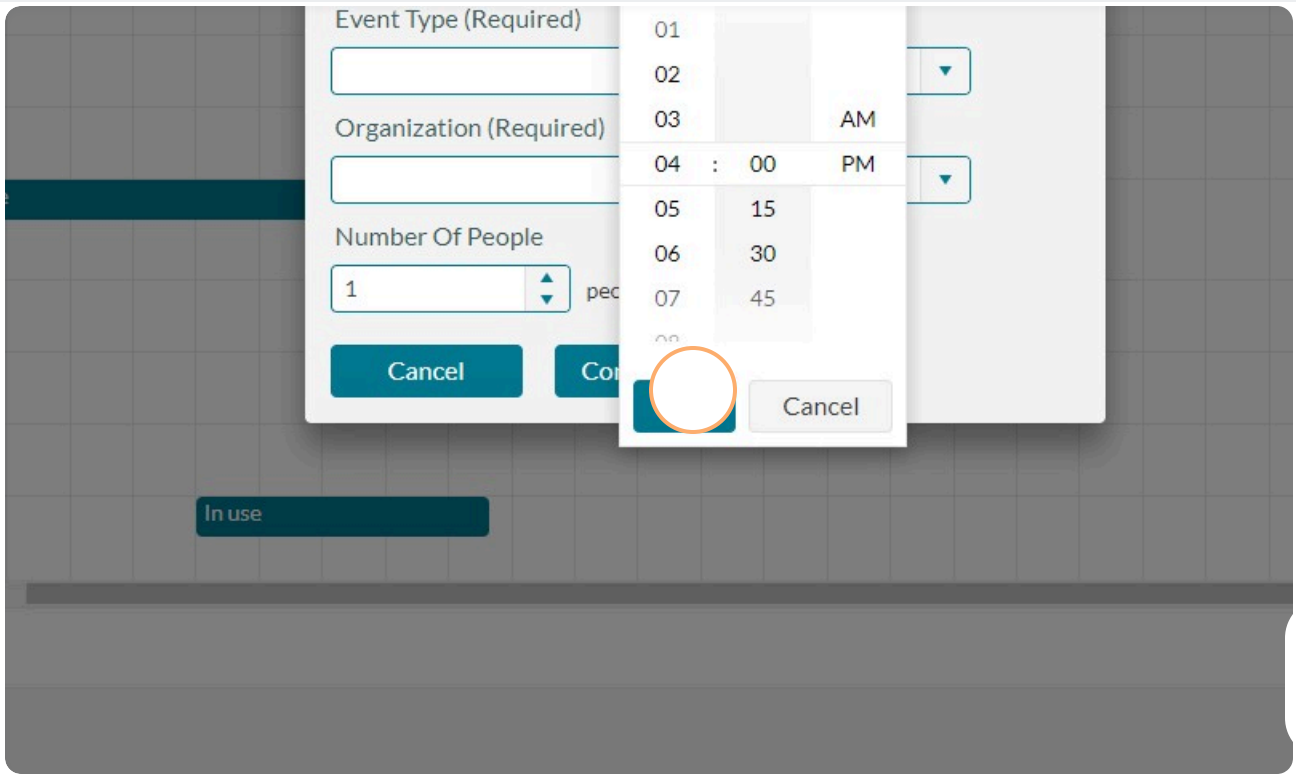 Event Type (Required)
Organization (Required)
Number Of People
1
Cancel
01
02
03
AM
04 : 00 PM
05 15
06 30
07 45
Cancel
In use